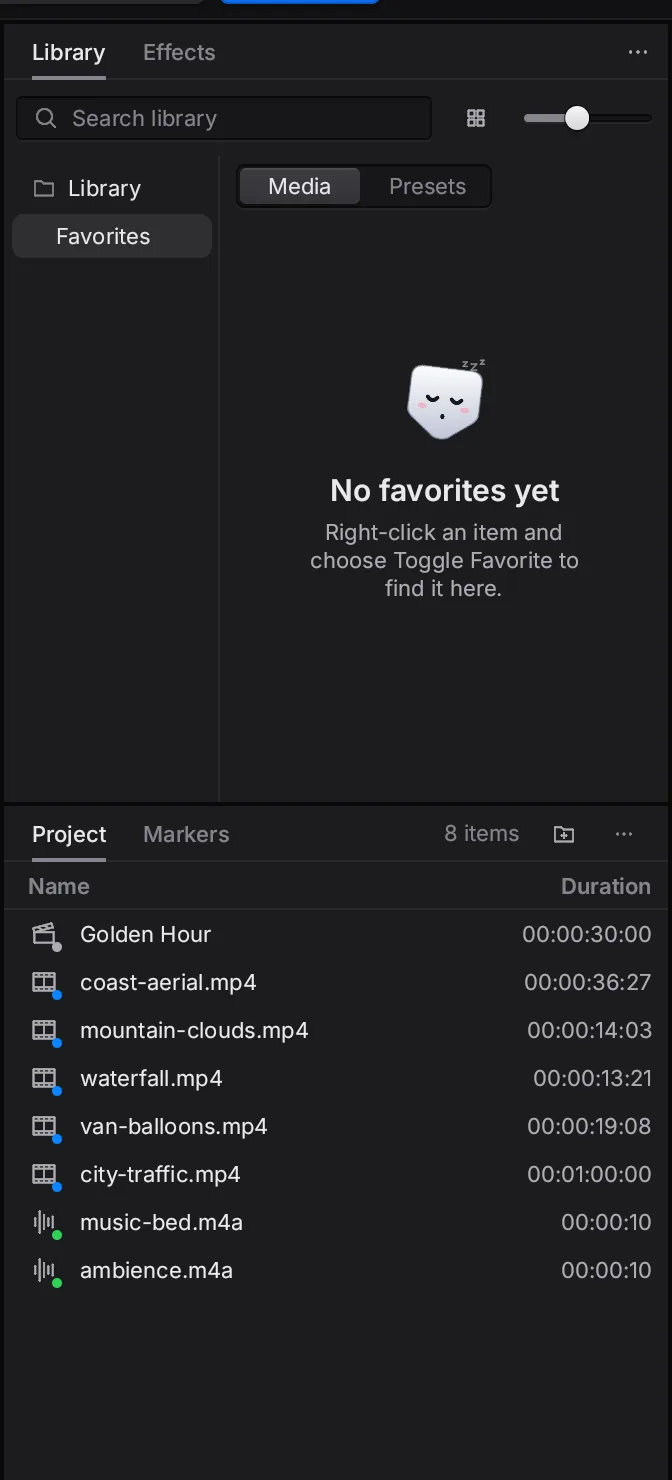 Library
Effects
Search library
Library
Favorites
Media
Presets
zzz
No favorites yet
Right-click an item and
choose Toggle Favorite to
find it here.
Project
Markers
8 items
Name
Duration
Golden Hour
00:00:30:00
coast-aerial.mp4
00:00:36:27
mountain-clouds.mp4
00:00:14:03
waterfall.mp4
00:00:13:21
van-balloons.mp4
00:00:19:08
city-traffic.mp4
00:01:00:00
music-bed.m4a
00:00:10
ambience.m4a
00:00:10